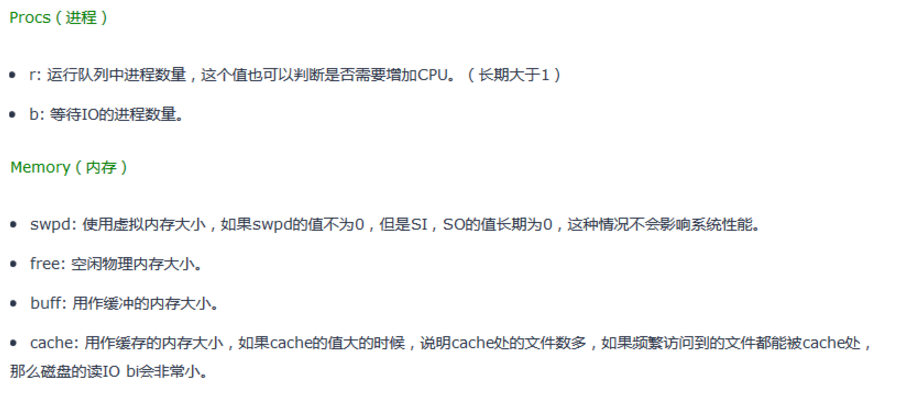 Procs（进程）
r: 运行队列中进程数量，这个值也可以判断是否需要增加CPU。（长期大于1）
b: 等待IO的进程数量。
Memory（内存）
swpd: 使用虚拟内存大小，如果swpd的值不为0，但是SI，SO的值长期为0，这种情况不会影响系统性能。
free: 空闲物理内存大小。
buff: 用作缓冲的内存大小。
cache: 用作缓存的内存大小，如果cache的值大的时候，说明cache处的文件数多，如果频繁访问到的文件都能被cache处，
那么磁盘的读IO bi会非常小。